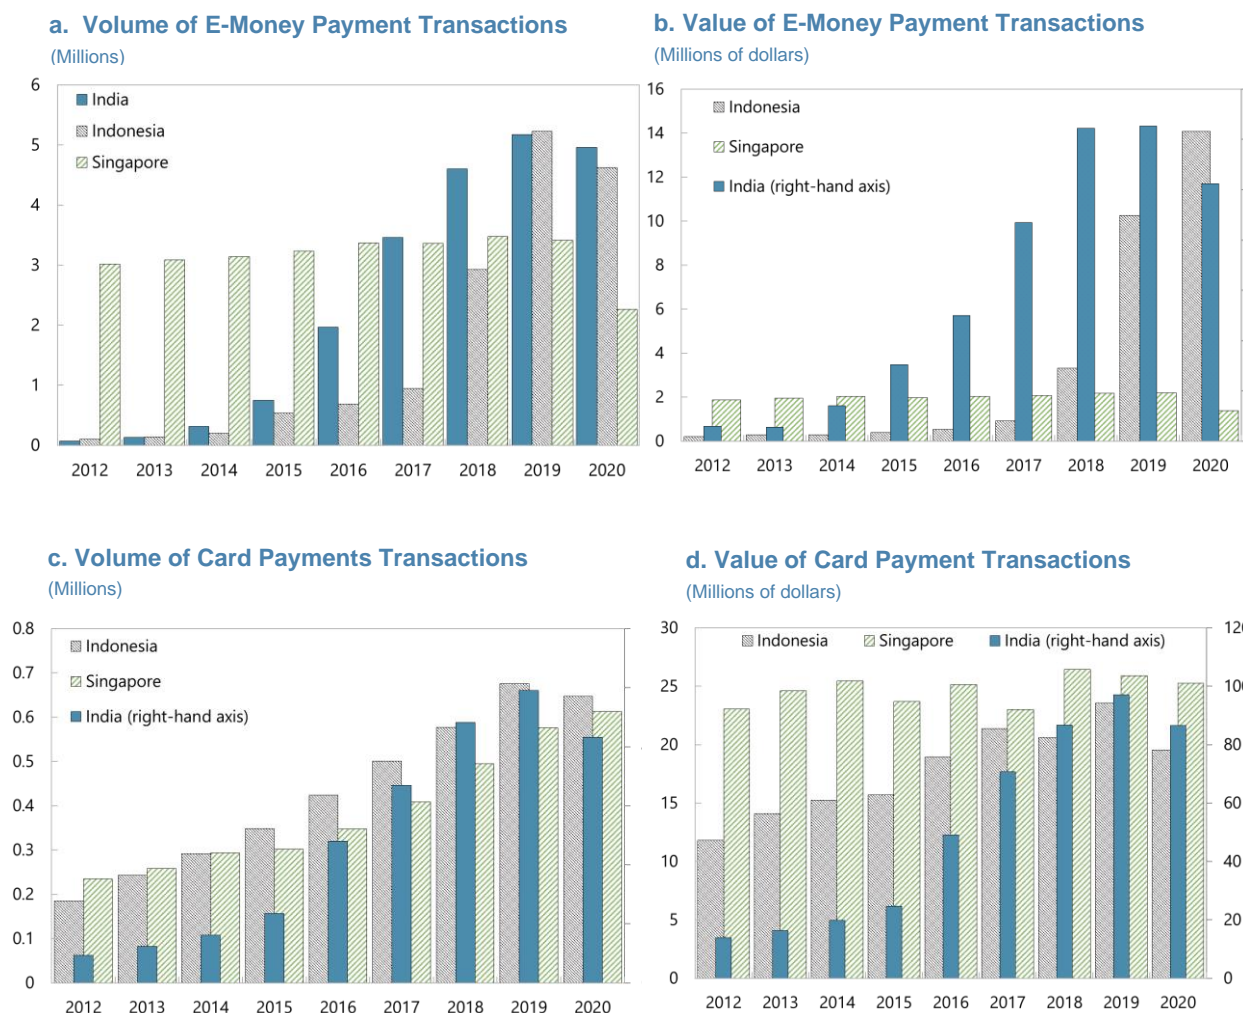 a. Volume of E-Money Payment Transactions
(Millions)
6
5
4
3
2
1
0
India
Indonesia
Singapore
2012 2013 2014 2015 2016 2017 2018 2019 2020
b. Value of E-Money Payment Transactions
(Millions of dollars)
16
14
12
10
8
6
4
2
0
Indonesia
Singapore
India (right-hand axis)
2012 2013 2014 2015 2016 2017 2018 2019 2020
c. Volume of Card Payments Transactions
(Millions)
0.8
0.7
0.6
0.5
0.4
0.3
0.2
0.1
0
Indonesia
Singapore
India (right-hand axis)
2012 2013 2014 2015 2016 2017 2018 2019 2020
d. Value of Card Payment Transactions
(Millions of dollars)
30
25
20
15
10
5
0
Indonesia Singapore India (right-hand axis)
80
60
40
20
0
2012 2013 2014 2015 2016 2017 2018 2019 2020